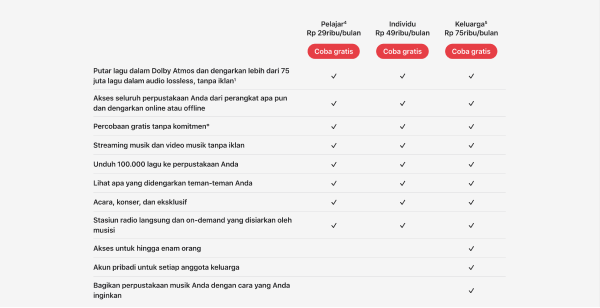 Pelajar⁴ Individu Keluarga⁵
Rp 29ribu/bulan Rp 49ribu/bulan Rp 75ribu/bulan
Coba gratis Coba gratis Coba gratis
Putar lagu dalam Dolby Atmos dan dengarkan lebih dari 75
juta lagu dalam audio lossless, tanpa iklan¹ ✓ ✓ ✓
Akses seluruh perpustakaan Anda dari perangkat apa pun
dan dengarkan online atau offline ✓ ✓ ✓
Percobaan gratis tanpa komitmen* ✓ ✓ ✓
Streaming musik dan video musik tanpa iklan ✓ ✓ ✓
Unduh 100.000 lagu ke perpustakaan Anda ✓ ✓ ✓
Lihat apa yang didengarkan teman-teman Anda ✓ ✓ ✓
Acara, konser, dan eksklusif ✓ ✓ ✓
Stasiun radio langsung dan on-demand yang disiarkan oleh
musisi ✓ ✓ ✓
Akses untuk hingga enam orang ✓
Akun pribadi untuk setiap anggota keluarga ✓
Bagikan perpustakaan musik Anda dengan cara yang Anda
inginkan ✓